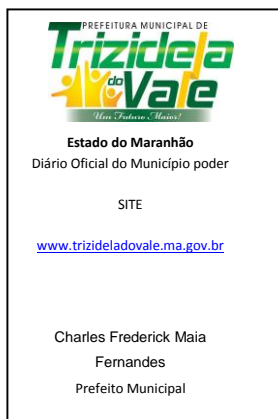 PREFEITURA MUNICIPAL DE
Trizidela
do
Vale
Um Futuro Maior!
Estado do Maranhão
Diário Oficial do Município poder
SITE
www.trizideladovale.ma.gov.br
Charles Frederick Maia
Fernandes
Prefeito Municipal